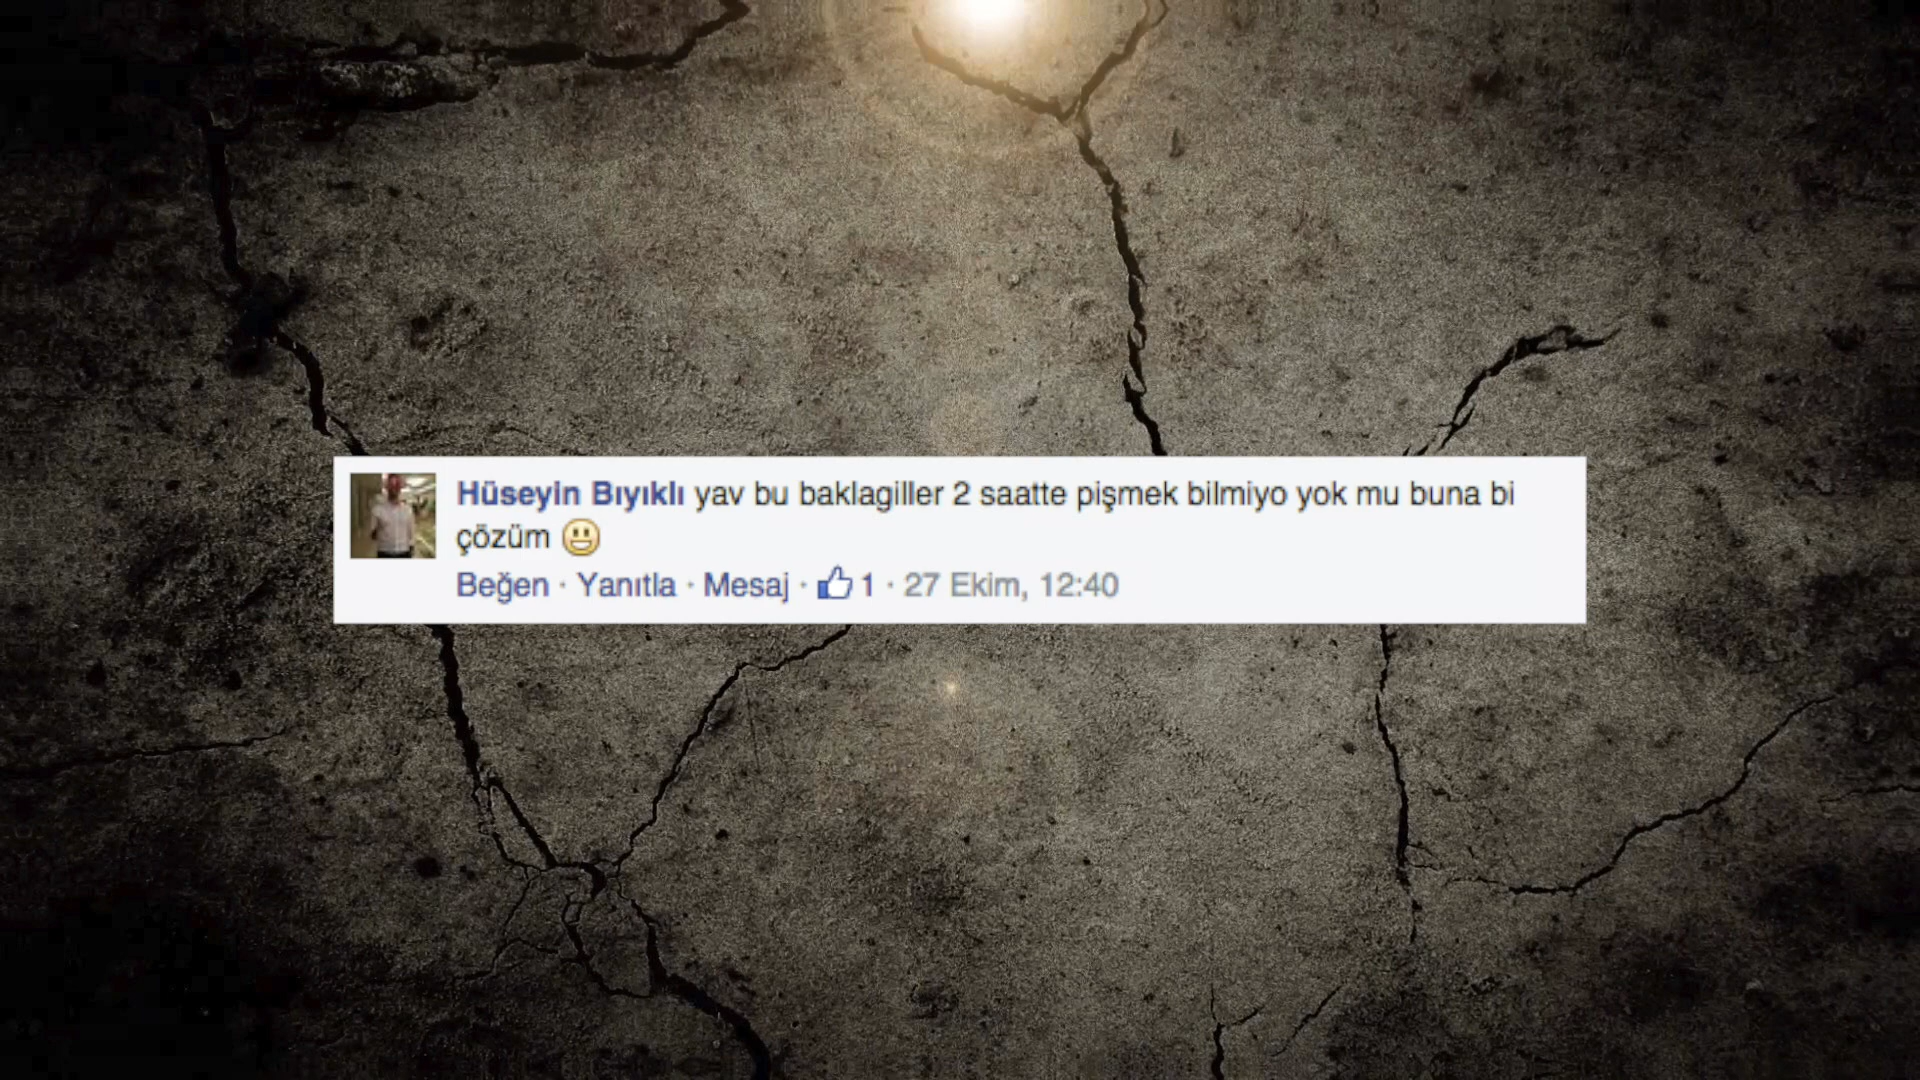 Hüseyin Bıyıklı yav bu baklagiller 2 saatte pişmek bilmiyo yok mu buna bi
çözüm 😃
Beğen · Yanıtla · Mesaj · 1 · 27 Ekim, 12:40